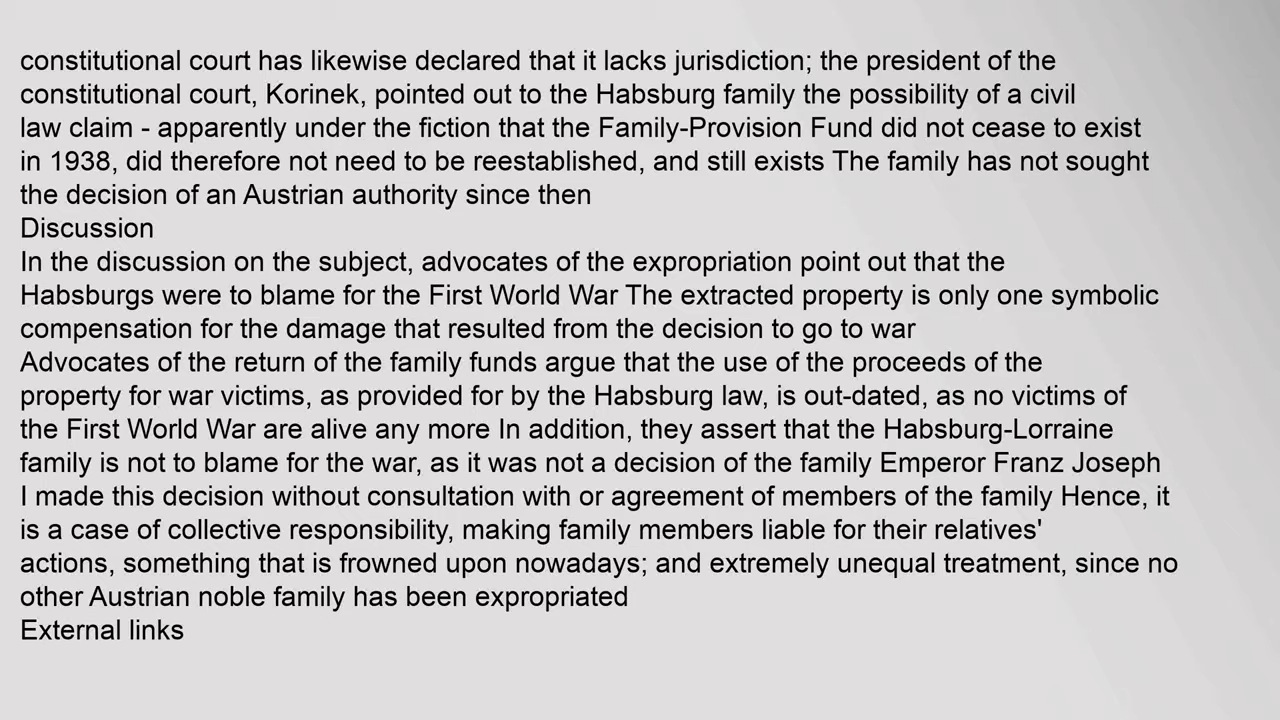 constitutional court has likewise declared that it lacks jurisdiction; the president of the
constitutional court, Korinek, pointed out to the Habsburg family the possibility of a civil
law claim - apparently under the fiction that the Family-Provision Fund did not cease to exist
in 1938, did therefore not need to be reestablished, and still exists The family has not sought
the decision of an Austrian authority since then
Discussion
In the discussion on the subject, advocates of the expropriation point out that the
Habsburgs were to blame for the First World War The extracted property is only one symbolic
compensation for the damage that resulted from the decision to go to war
Advocates of the return of the family funds argue that the use of the proceeds of the
property for war victims, as provided for by the Habsburg law, is out-dated, as no victims of
the First World War are alive any more In addition, they assert that the Habsburg-Lorraine
family is not to blame for the war, as it was not a decision of the family Emperor Franz Joseph
I made this decision without consultation with or agreement of members of the family Hence, it
is a case of collective responsibility, making family members liable for their relatives'
actions, something that is frowned upon nowadays; and extremely unequal treatment, since no
other Austrian noble family has been expropriated
External links